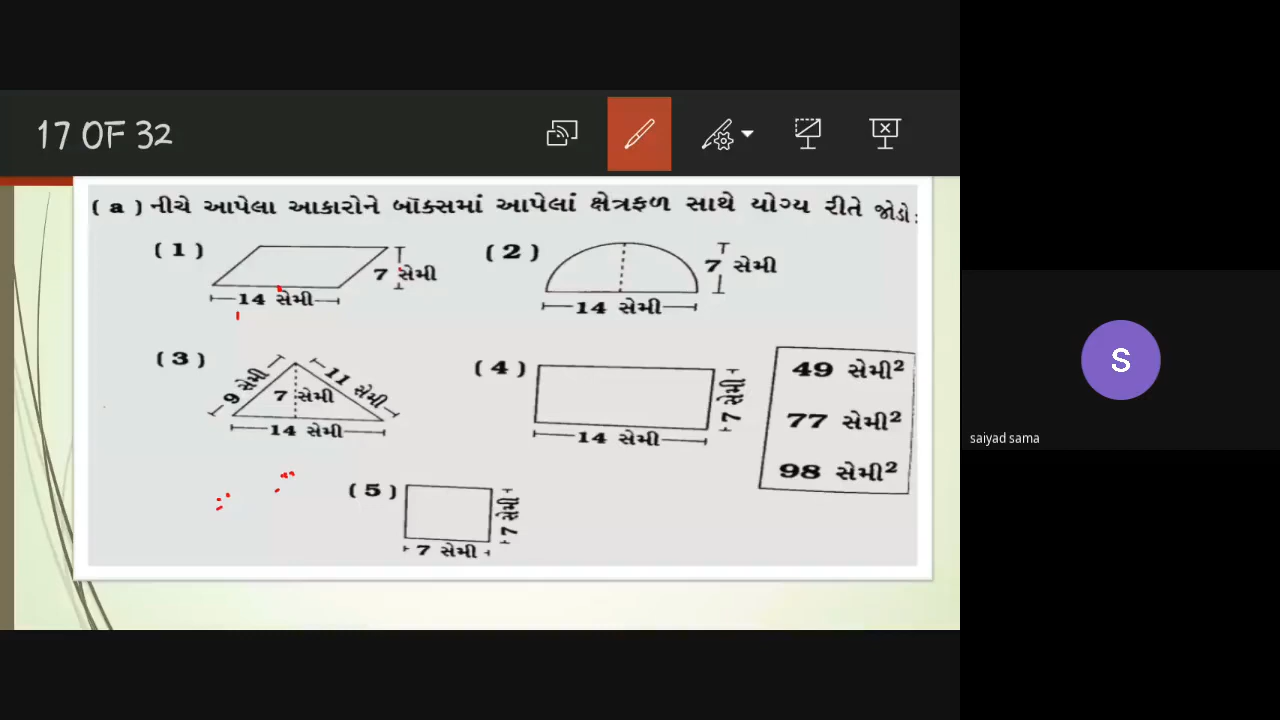 17 OF 32
( a ) નીચે આપેલા આકારોને બૉક્સમાં આપેલાં ક્ષેત્રફળ સાથે યોગ્ય રીતે જોડો :
( 1 )
7 સેમી
14 સેમી
( 2 )
7 સેમી
14 સેમી
( 3 )
9 સેમી
11 સેમી
7 સેમી
14 સેમી
( 4 )
7 સેમી
14 સેમી
49 સેમી²
77 સેમી²
98 સેમી²
( 5 )
7 સેમી
7 સેમી
S
saiyad sama